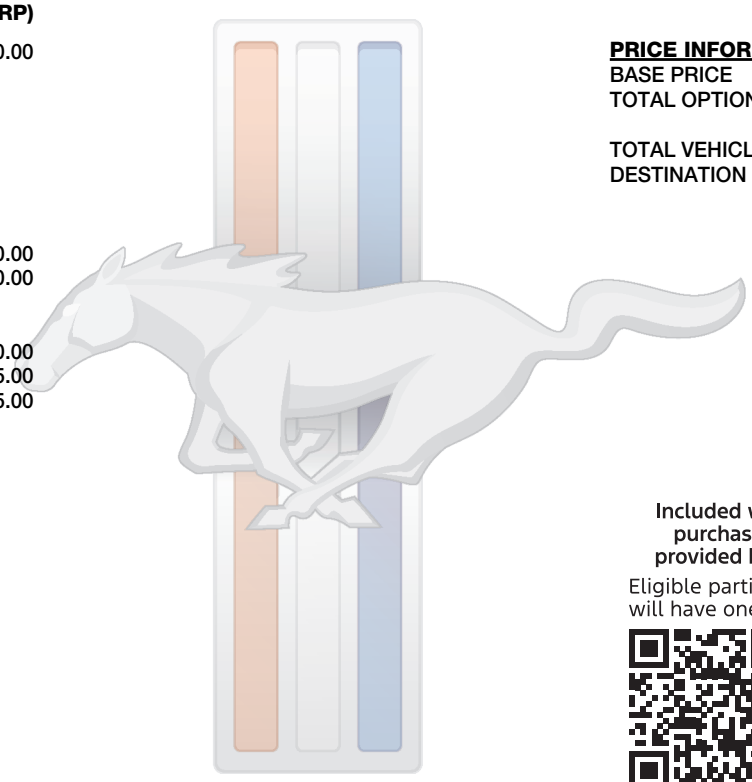 RP)
0.00
0.00
0.00
0.00
5.00
5.00
PRICE INFOR
BASE PRICE
TOTAL OPTION
TOTAL VEHICL
DESTINATION
Included
purchas
provided
Eligible parti
will have one